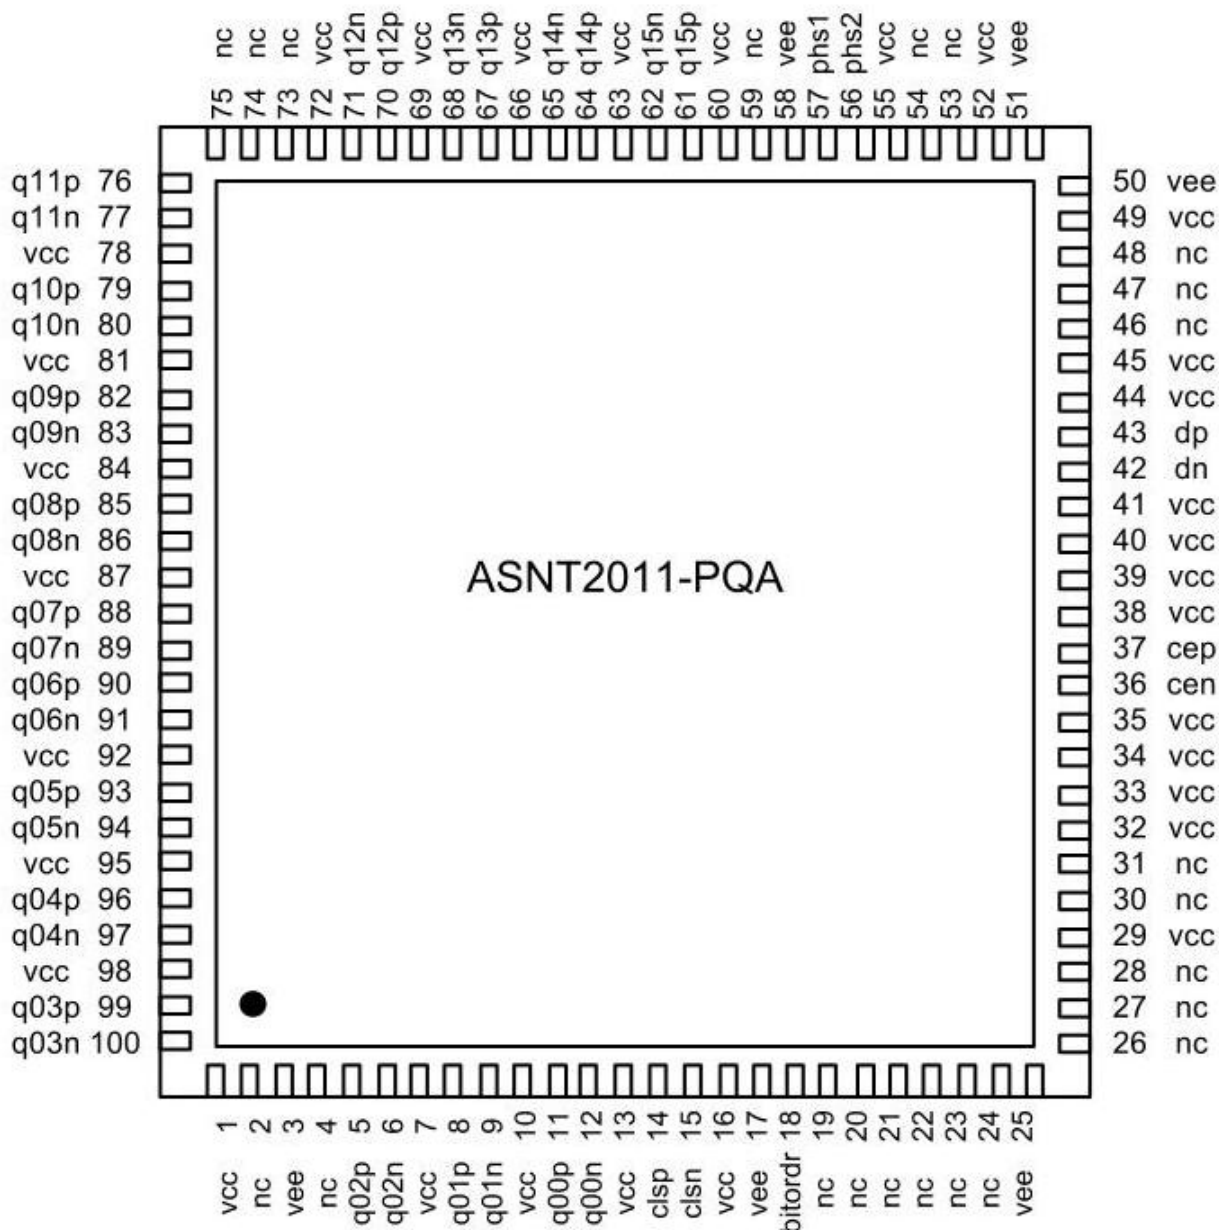 nc nc nc vcc q12n q12p vcc q13n q13p vcc q14n q14p vcc q15n q15p vcc nc vee phs1 phs2 vcc nc nc vcc vee
75 74 73 72 71 70 69 68 67 66 65 64 63 62 61 60 59 58 57 56 55 54 53 52 51
q11p 76
q11n 77
vcc 78
q10p 79
q10n 80
vcc 81
q09p 82
q09n 83
vcc 84
q08p 85
q08n 86
vcc 87
q07p 88
q07n 89
q06p 90
q06n 91
vcc 92
q05p 93
q05n 94
vcc 95
q04p 96
q04n 97
vcc 98
q03p 99
q03n 100
ASNT2011-PQA
50 vee
49 vcc
48 nc
47 nc
46 nc
45 vcc
44 vcc
43 dp
42 dn
41 vcc
40 vcc
39 vcc
38 vcc
37 cep
36 cen
35 vcc
34 vcc
33 vcc
32 vcc
31 nc
30 nc
29 vcc
28 nc
27 nc
26 nc
1 2 3 4 5 6 7 8 9 10 11 12 13 14 15 16 17 18 19 20 21 22 23 24 25
vcc nc vee nc q02p q02n vcc q01p q01n vcc q00p q00n vcc clsp clsn vcc vee bitordr nc nc nc nc nc nc vee